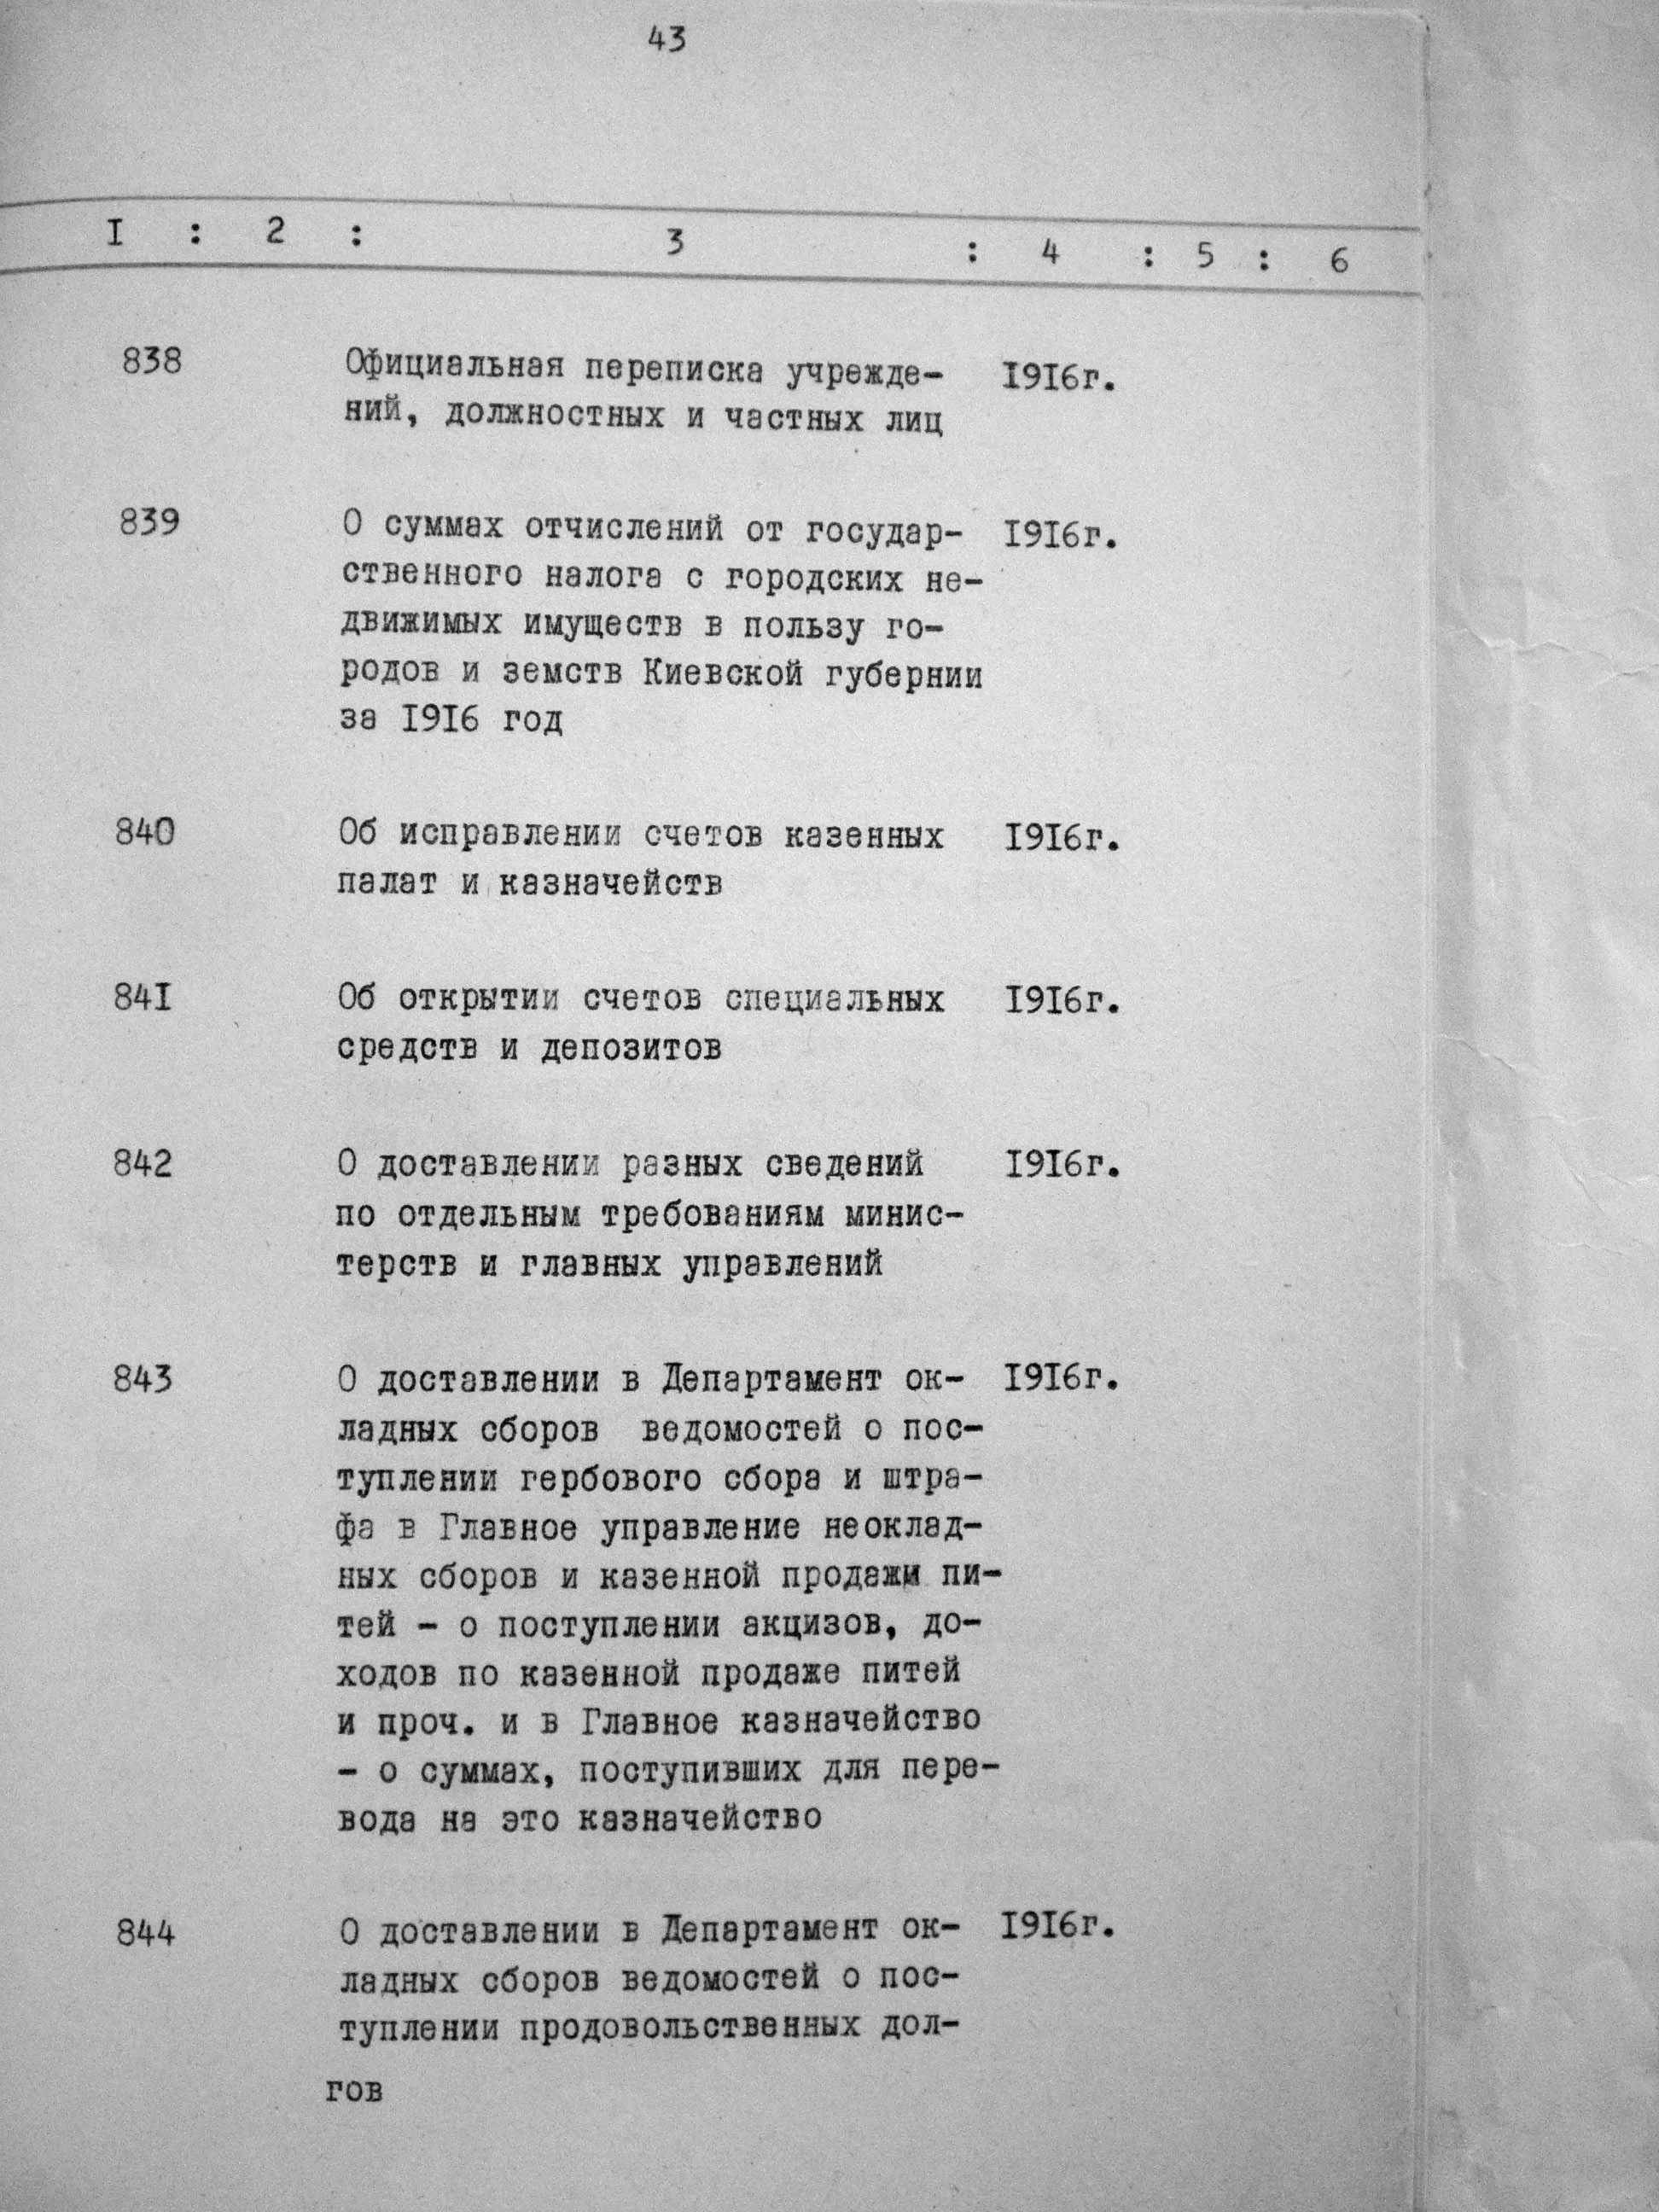 43
I : 2 : 3 : 4 : 5 : 6
838 Официальная переписка учрежде- I9I6г.
ний, должностных и частных лиц
839 О суммах отчислений от государ- I9I6г.
ственного налога с городских не-
движимых имуществ в пользу го-
родов и земств Киевской губернии
за I9I6 год
840 Об исправлении счетов казенных I9I6г.
палат и казначейств
84I Об открытии счетов специальных I9I6г.
средств и депозитов
842 О доставлении разных сведений I9I6г.
по отдельным требованиям минис-
терств и главных управлений
843 О доставлении в Департамент ок- I9I6г.
ладных сборов ведомостей о пос-
туплении гербового сбора и штра-
фа в Главное управление неоклад-
ных сборов и казенной продажи пи-
тей - о поступлении акцизов, до-
ходов по казенной продаже питей
и проч. и в Главное казначейство
- о суммах, поступивших для пере-
вода на это казначейство
844 О доставлении в Департамент ок- I9I6г.
ладных сборов ведомостей о пос-
туплении продовольственных дол-
гов